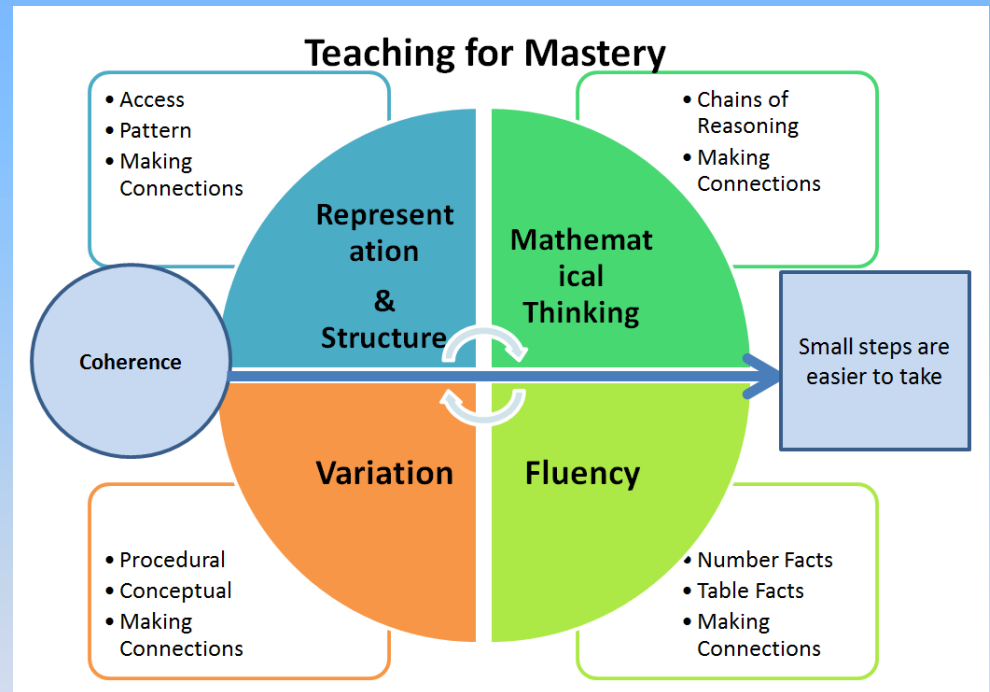 Teaching for Mastery
• Access
• Pattern
• Making
Connections
• Chains of
Reasoning
• Making
Connections
Represent
ation
&
Structure
Mathemat
ical
Thinking
Coherence
Small steps are
easier to take
Variation
Fluency
• Procedural
• Conceptual
• Making
Connections
• Number Facts
• Table Facts
• Making
Connections